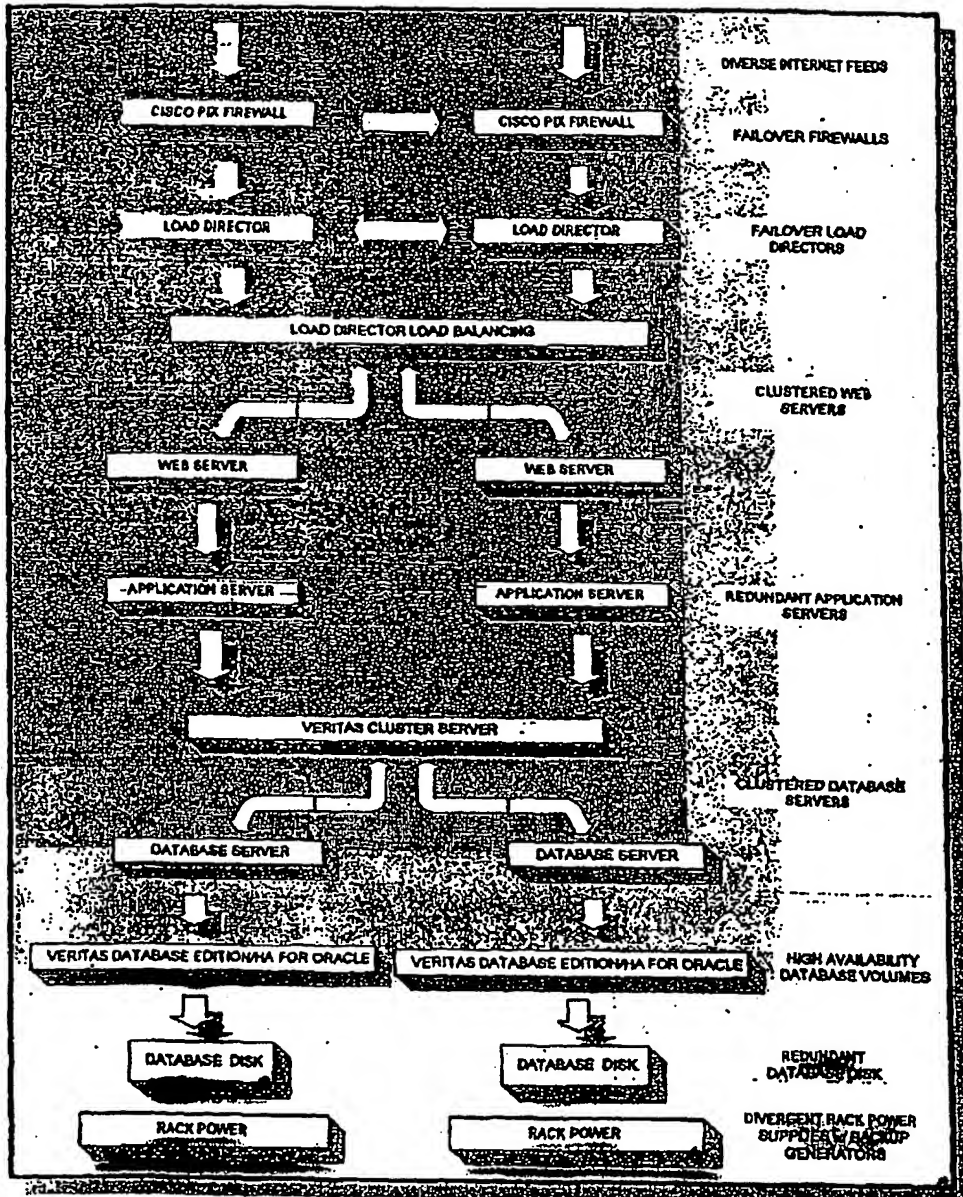 DIVERSE INTERNET FEEDS
CISCO PIX FIREWALL
CISCO PIX FIREWALL
FAILOVER FIREWALLS
LOAD DIRECTOR
LOAD DIRECTOR
FAILOVER LOAD
DIRECTORS
LOAD DIRECTOR LOAD BALANCING
CLUSTERED WEB
SERVERS
WEB SERVER
WEB SERVER
APPLICATION SERVER
APPLICATION SERVER
REDUNDANT APPLICATION
SERVERS
VERITAS CLUSTER SERVER
CLUSTERED DATABASE
SERVERS
DATABASE SERVER
DATABASE SERVER
VERITAS DATABASE EDITION/HA FOR ORACLE
VERITAS DATABASE EDITION/HA FOR ORACLE
HIGH AVAILABILITY
DATABASE VOLUMES
DATABASE DISK
DATABASE DISK
REDUNDANT
DATABASE DISK
RACK POWER
RACK POWER
DIVERGENT RACK POWER
SUPPLIES W/ BACKUP
GENERATORS